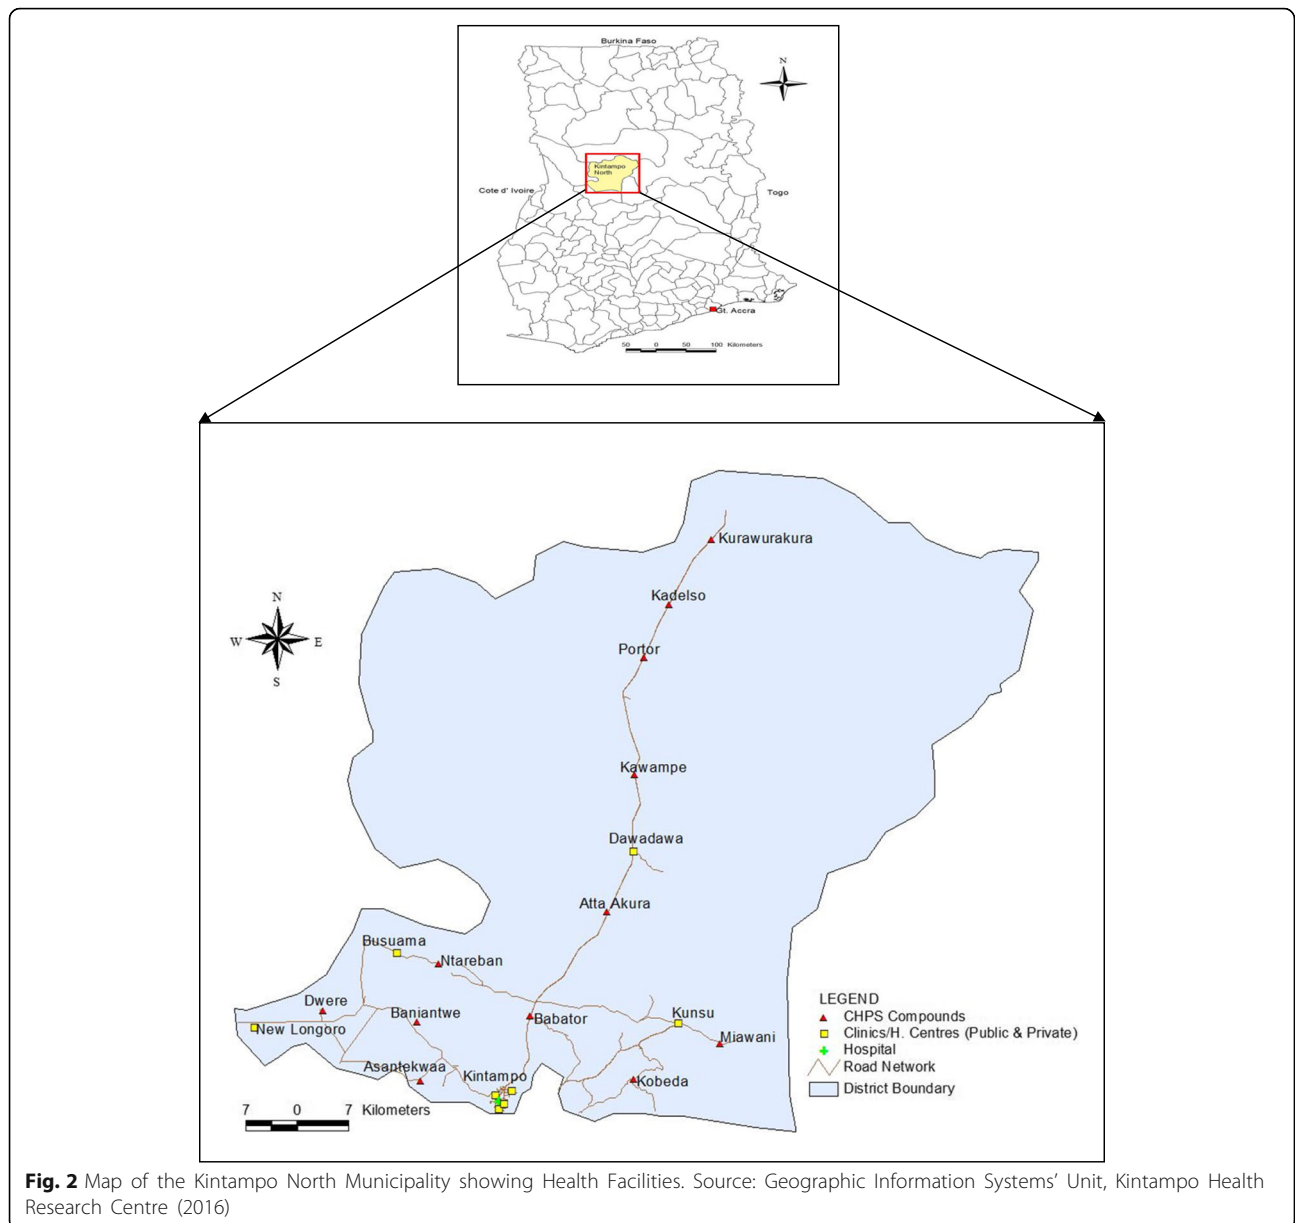 Burkina Faso
N
Kintampo
North
Cote d' Ivoire
Togo
Gt. Accra
50 0 50 100 Kilometers
Kurawurakura
Kadelso
N
W E
S
Portor
Kawampe
Dawadawa
Atta Akura
Busuama
Ntareban
Dwere
Baniantwe
Babator
Kunsu
New Longoro
Miawani
Asantekwaa
Kintampo
Kobeda
LEGEND
CHPS Compounds
Clinics/H. Centres (Public & Private)
Hospital
Road Network
District Boundary
7 0 7 Kilometers
Fig. 2 Map of the Kintampo North Municipality showing Health Facilities. Source: Geographic Information Systems' Unit, Kintampo Health
Research Centre (2016)